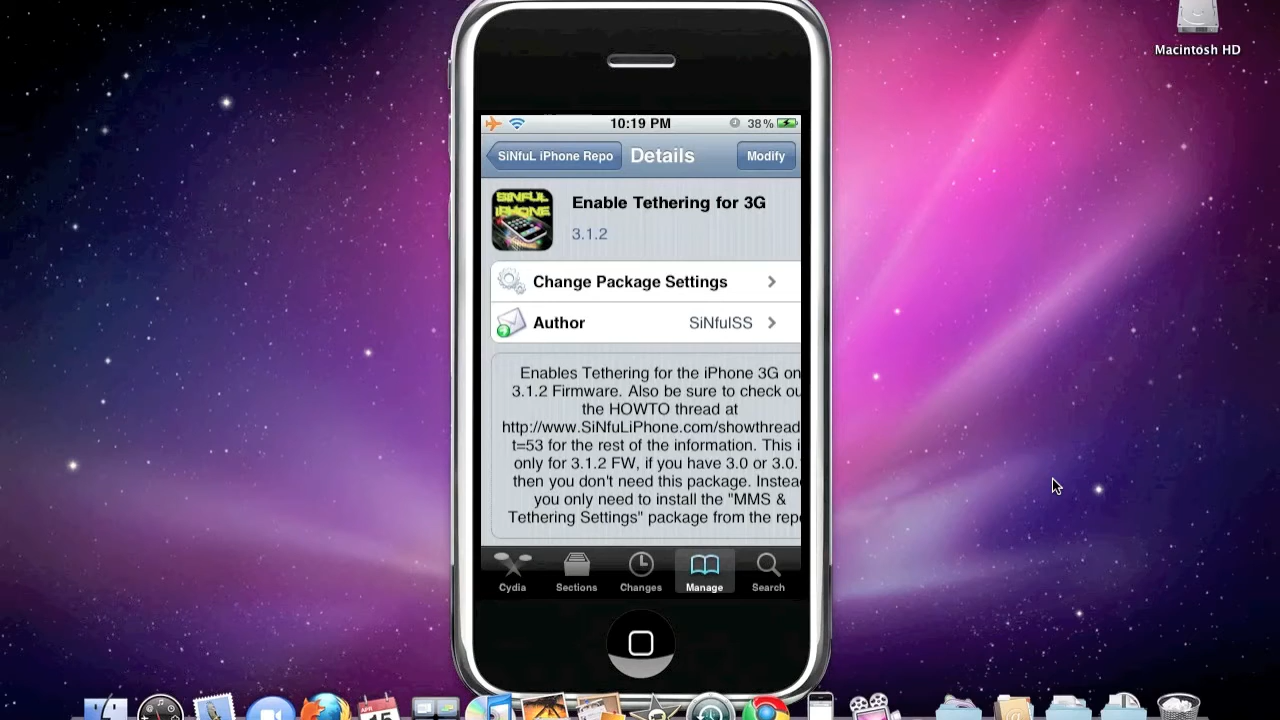 Macintosh HD
10:19 PM
38%
SiNfuL iPhone Repo
Details
Modify
SINFUL
IPHONE
Enable Tethering for 3G
3.1.2
Change Package Settings
Author
SiNfulSS
Enables Tethering for the iPhone 3G on
3.1.2 Firmware. Also be sure to check ou
the HOWTO thread at
http://www.SiNfuLiPhone.com/showthread
t=53 for the rest of the information. This i
only for 3.1.2 FW, if you have 3.0 or 3.0.
then you don't need this package. Instea
you only need to install the "MMS &
Tethering Settings" package from the rep
Cydia
Sections
Changes
Manage
Search
APR
15